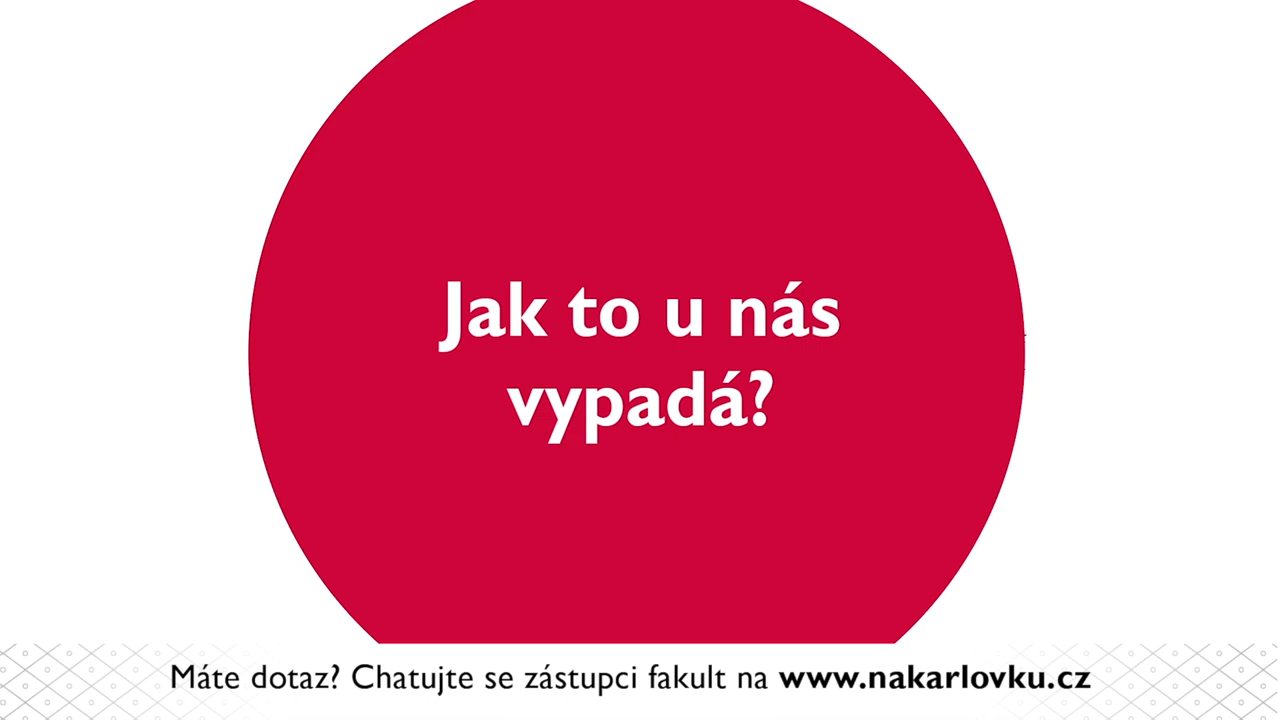 Jak to u nás
vypadá?
Máte dotaz? Chatujte se zástupci fakult na www.nakarlovku.cz